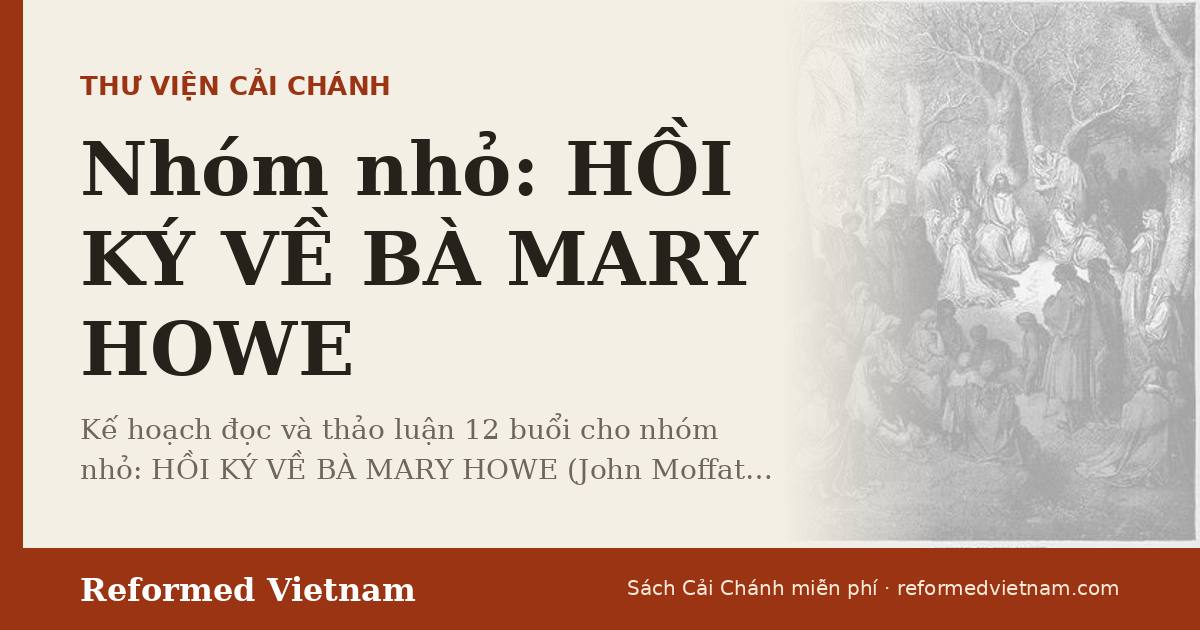 THƯ VIỆN CẢI CHÁNH
Nhóm nhỏ: HỒI
KÝ VỀ BÀ MARY
HOWE
Kế hoạch đọc và thảo luận 12 buổi cho nhóm
nhỏ: HỒI KÝ VỀ BÀ MARY HOWE (John Moffat…
Reformed Vietnam
Sách Cải Chánh miễn phí · reformedvietnam.com